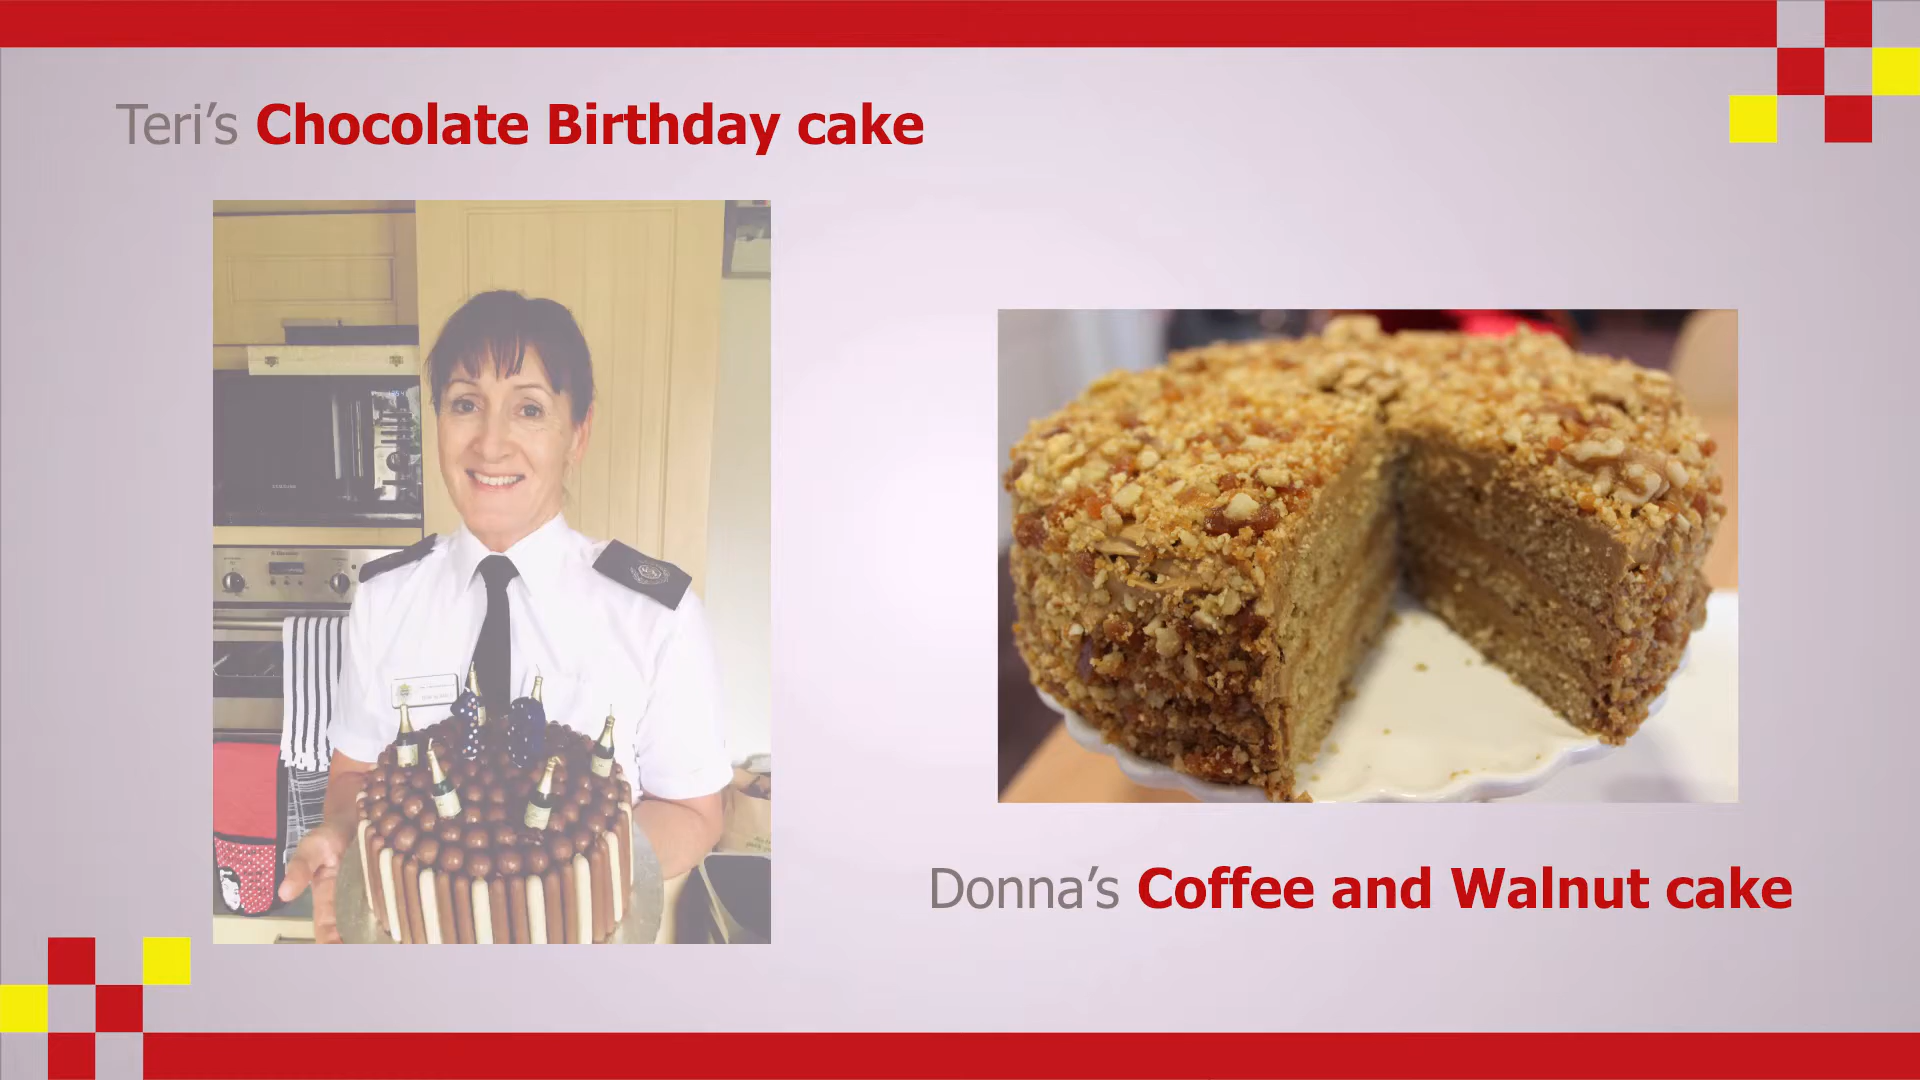 Teri’s Chocolate Birthday cake
Donna’s Coffee and Walnut cake